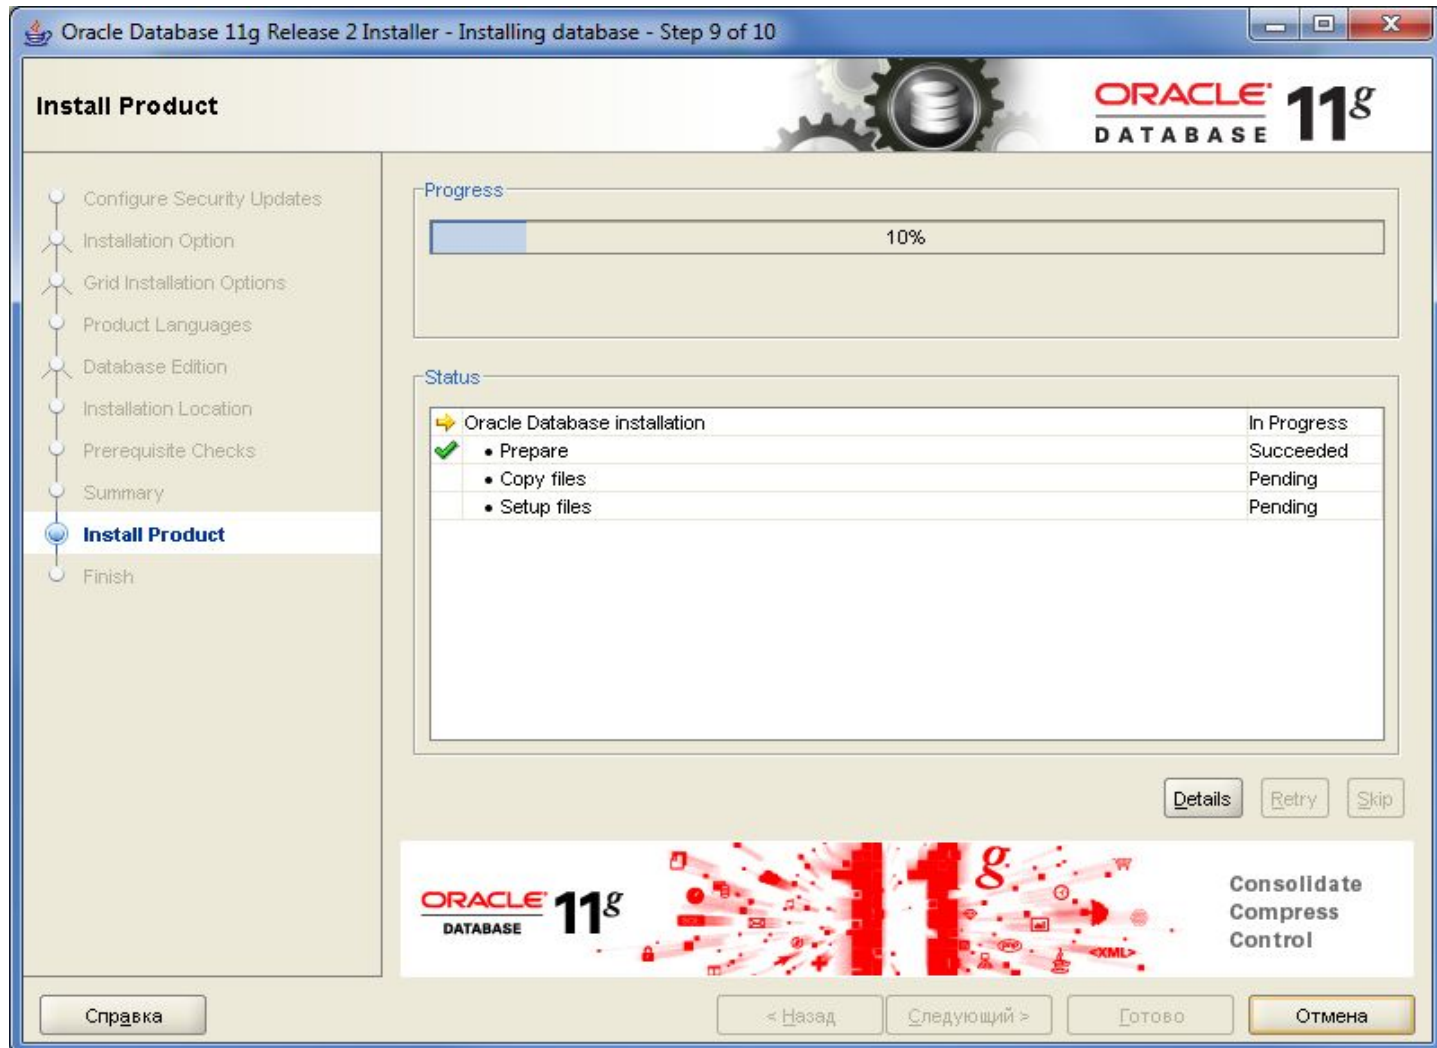 Oracle Database 11g Release 2 Installer - Installing database - Step 9 of 10
Install Product
ORACLE 11g
DATABASE
Configure Security Updates
Installation Option
Grid Installation Options
Product Languages
Database Edition
Installation Location
Prerequisite Checks
Summary
Install Product
Finish
Progress
10%
Status
Oracle Database installation In Progress
• Prepare Succeeded
• Copy files Pending
• Setup files Pending
Details Retry Skip
ORACLE 11g
DATABASE
11g
php
<XML>
Consolidate
Compress
Control
Справка < Назад Следующий > Готово Отмена